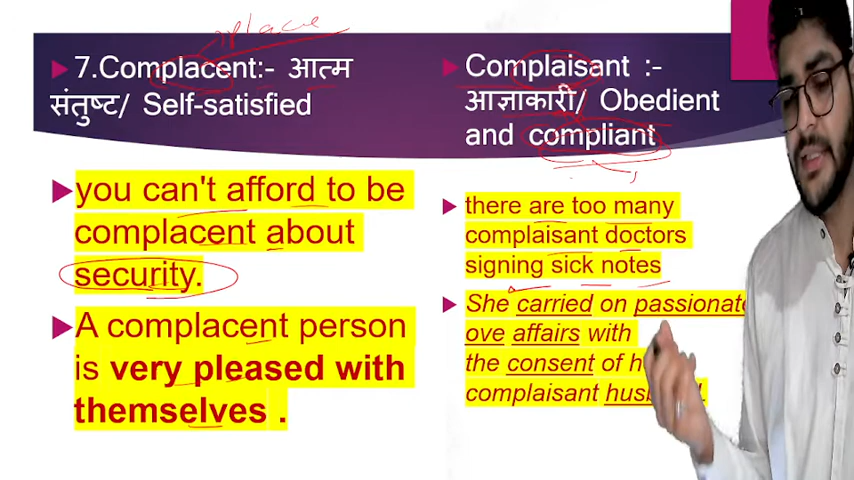 place
7.Complacent:- आत्म
संतुष्ट/ Self-satisfied
you can't afford to be
complacent about
security.
A complacent person
is very pleased with
themselves .
Complaisant :-
आज्ञाकारी/ Obedient
and compliant
there are too many
complaisant doctors
signing sick notes
She carried on
ove affairs with
the consent of
complaisant